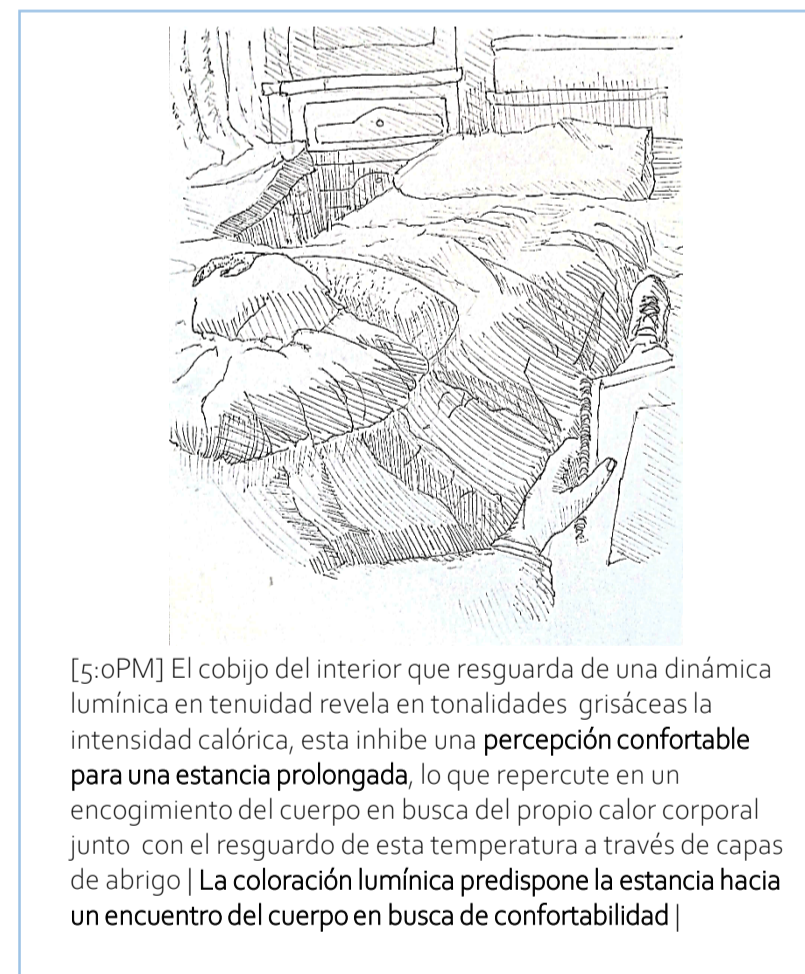 [5:0PM] El cobijo del interior que resguarda de una dinámica
lumínica en tenuidad revela en tonalidades grisáceas la
intensidad calórica, esta inhibe una percepción confortable
para una estancia prolongada, lo que repercute en un
encogimiento del cuerpo en busca del propio calor corporal
junto con el resguardo de esta temperatura a través de capas
de abrigo | La coloración lumínica predispone la estancia hacia
un encuentro del cuerpo en busca de confortabilidad |